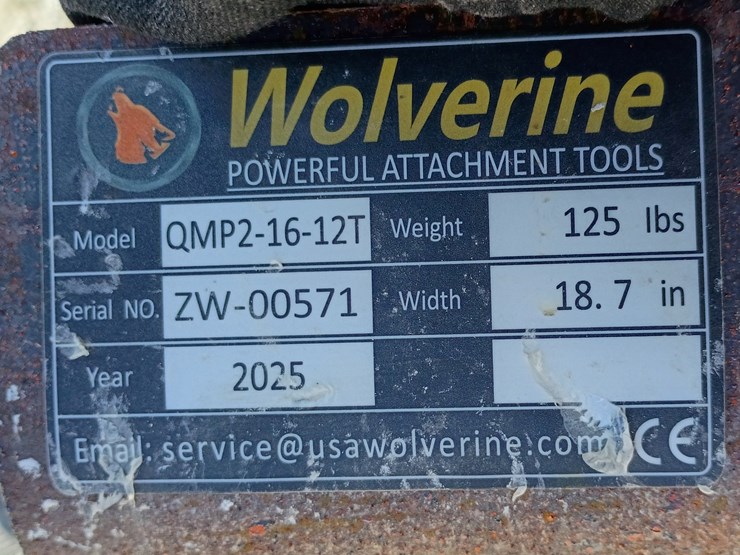 Wolverine
POWERFUL ATTACHMENT TOOLS
Model QMP2-16-12T Weight 125 lbs
Serial NO. ZW-00571 Width 18.7 in
Year 2025
Email: service@usawolverine.com CE